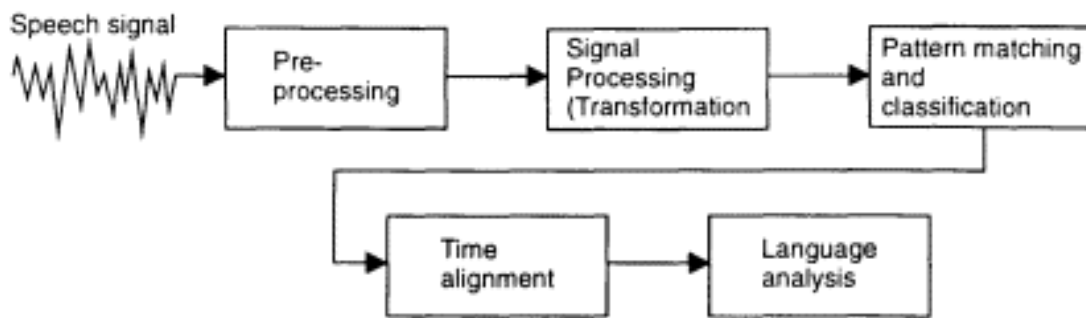 Speech signal
Pre-
processing
Signal
Processing
(Transformation
Pattern matching
and
classification
Time
alignment
Language
analysis